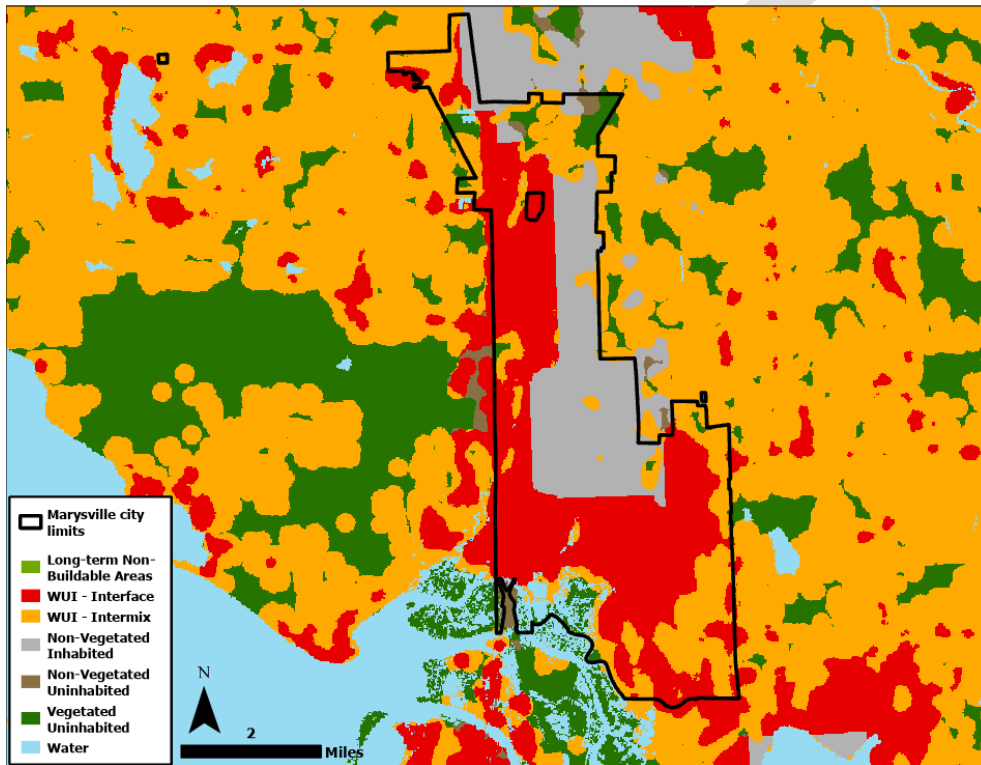 Marysville city
limits
Long-term Non-
Buildable Areas
WUI - Interface
WUI - Intermix
Non-Vegetated
Inhabited
Non-Vegetated
Uninhabited
Vegetated
Uninhabited
Water
N
2
Miles